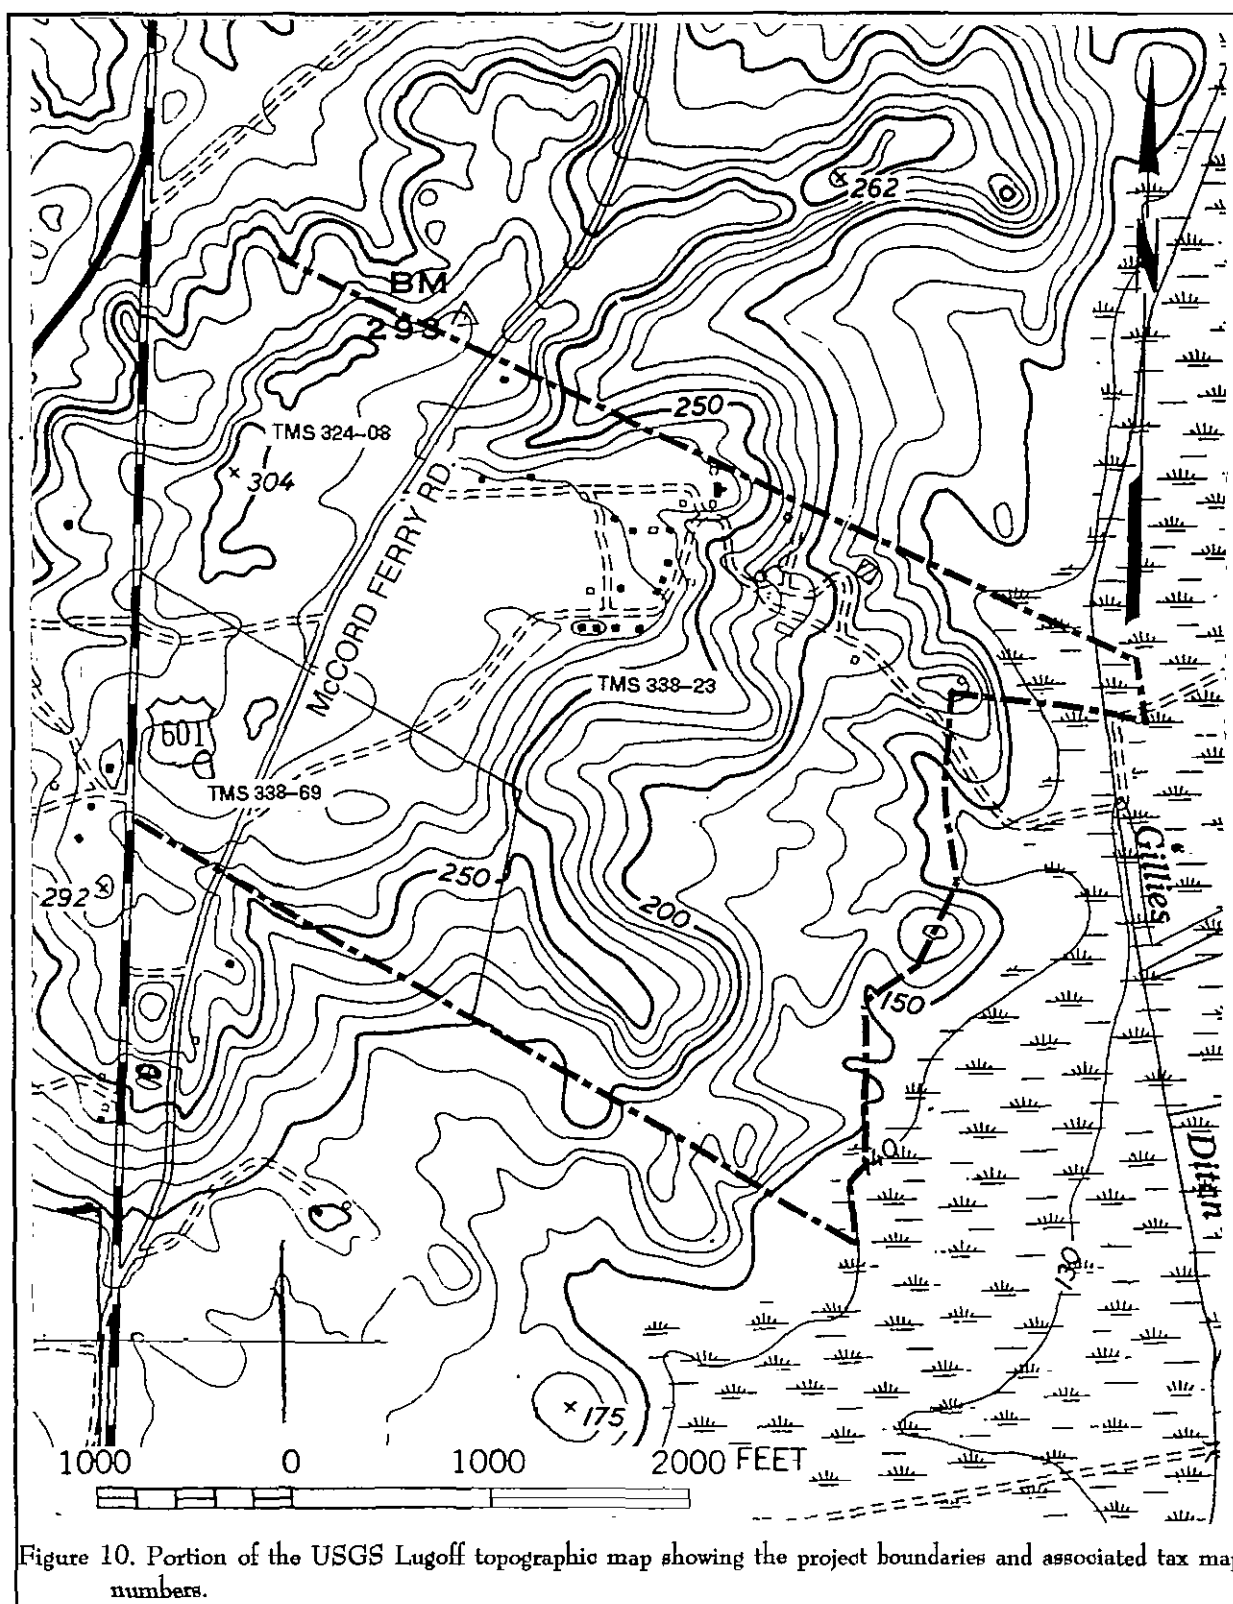 262
BM
293
250
TMS 324-08
304
McCORD FERRY RD.
TMS 338-23
601
TMS 338-69
250
292
200
150
Gillies
Ditch
130
175
1000 0 1000 2000 FEET
Figure 10. Portion of the USGS Lugoff topographic map showing the project boundaries and associated tax map
numbers.